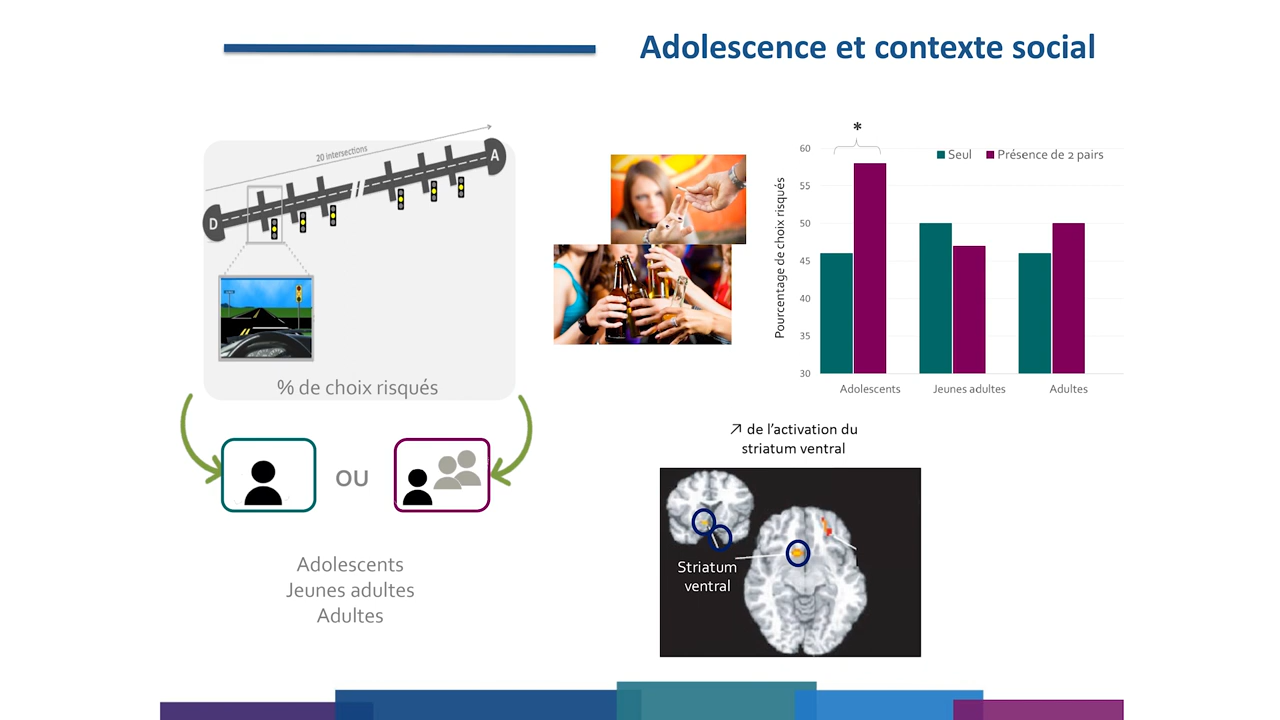 Adolescence et contexte social
20 intersections
A
D
% de choix risqués
OU
Adolescents
Jeunes adultes
Adultes
*
Seul
Présence de 2 pairs
Pourcentage de choix risqués
60
55
50
45
40
35
30
Adolescents
Jeunes adultes
Adultes
↗ de l’activation du
striatum ventral
Striatum
ventral